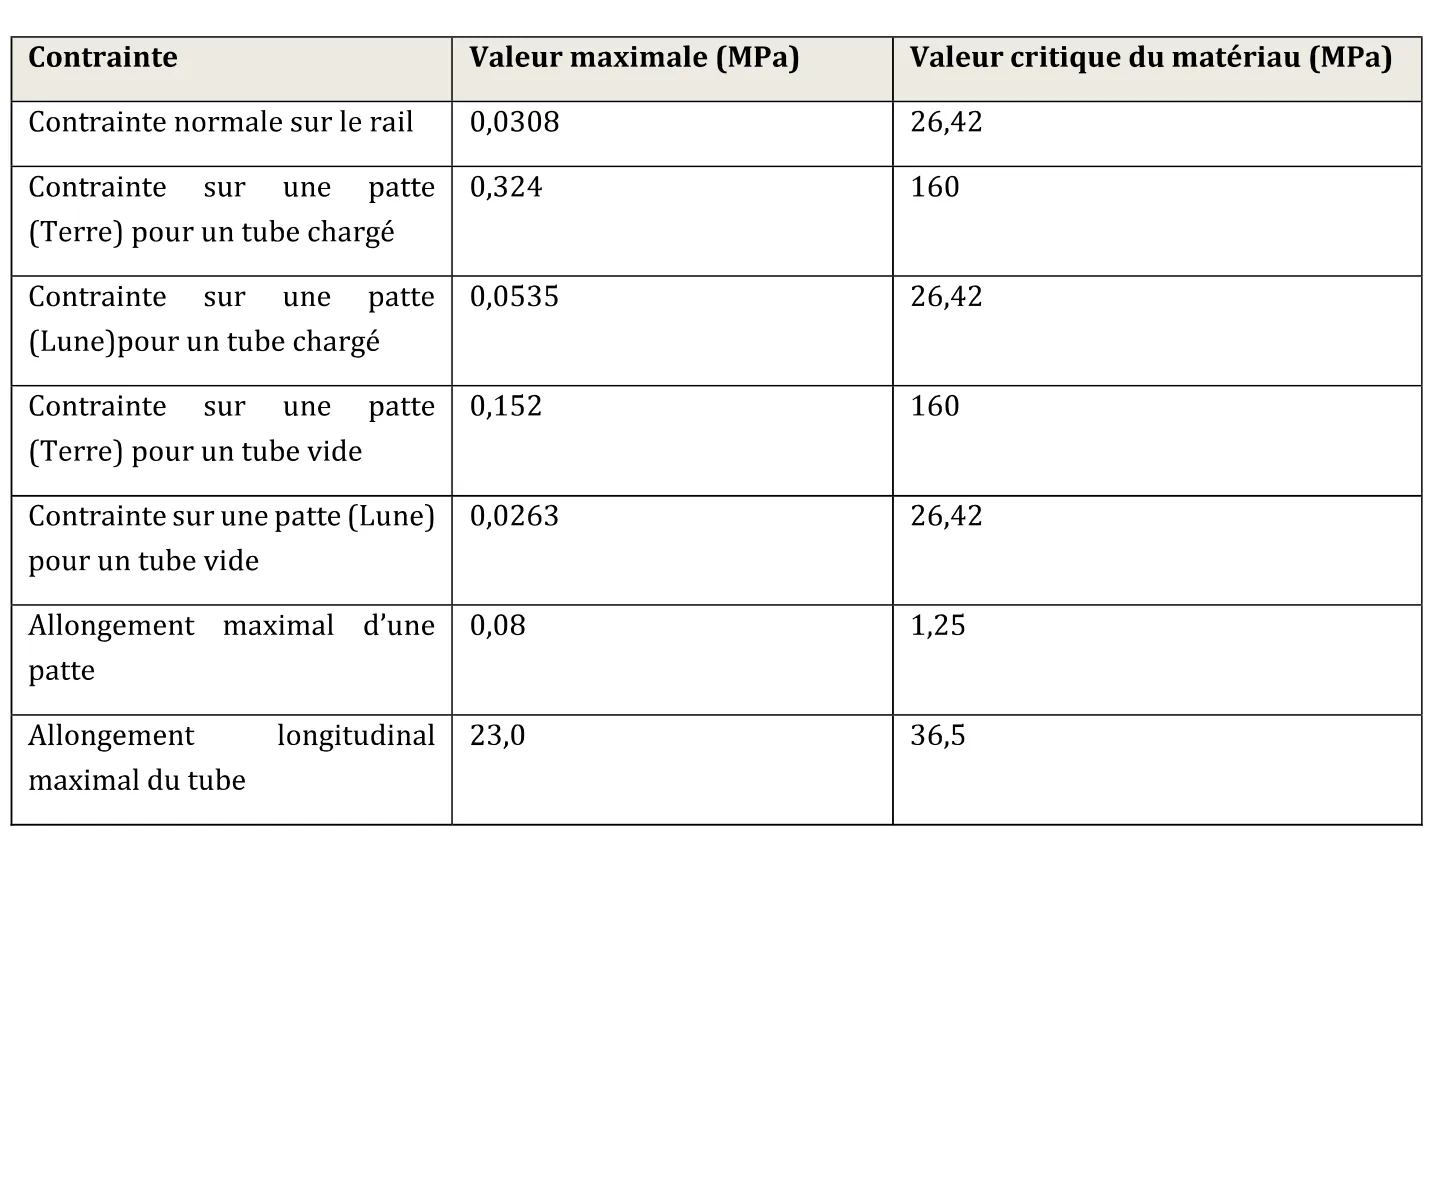 Contrainte Valeur maximale (MPa) Valeur critique du matériau (MPa)
Contrainte normale sur le rail 0,0308 26,42
Contrainte sur une patte 0,324 160
(Terre) pour un tube chargé
Contrainte sur une patte 0,0535 26,42
(Lune)pour un tube chargé
Contrainte sur une patte 0,152 160
(Terre) pour un tube vide
Contrainte sur une patte (Lune) 0,0263 26,42
pour un tube vide
Allongement maximal d’une 0,08 1,25
patte
Allongement longitudinal 23,0 36,5
maximal du tube